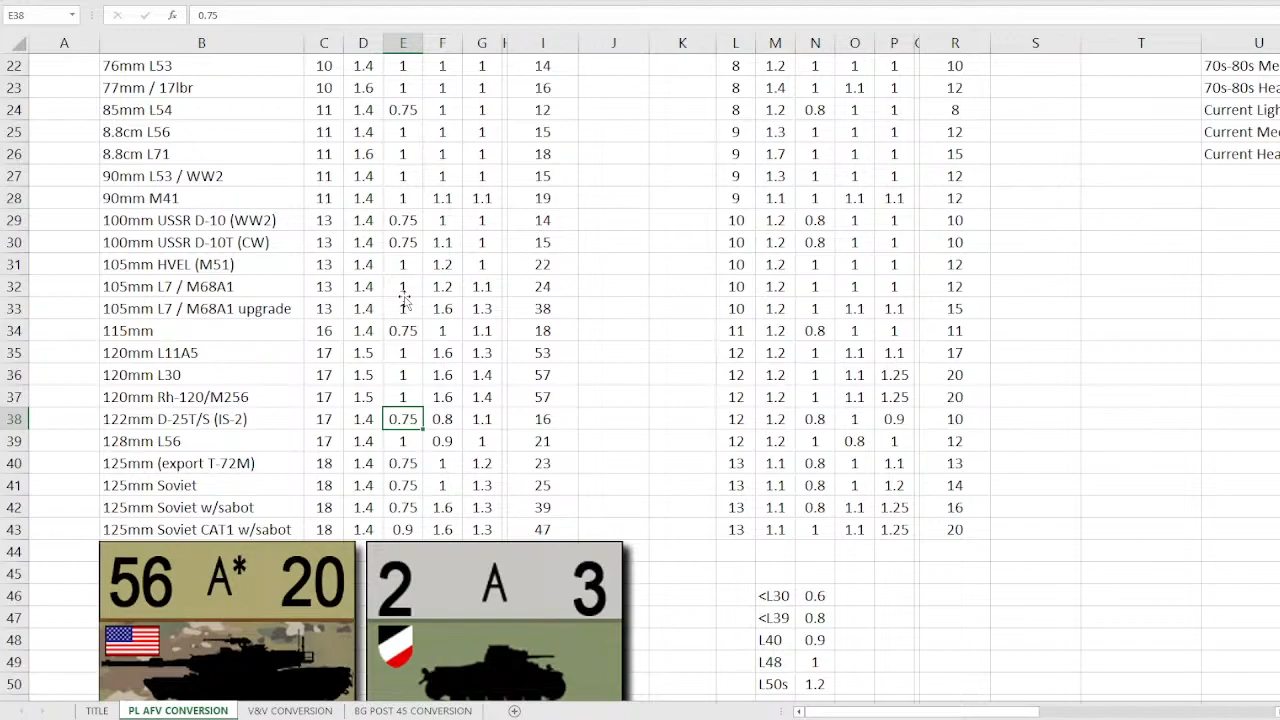 E38 fx 0.75
A B C D E F G H I J K L M N O P Q R S T U
22 76mm L53 10 1.4 1 1 1 14 8 1.2 1 1 1 10 70s-80s Me
23 77mm / 17lbr 10 1.6 1 1 1 16 8 1.4 1 1.1 1 12 70s-80s Hea
24 85mm L54 11 1.4 0.75 1 1 12 8 1.2 0.8 1 1 8 Current Ligh
25 8.8cm L56 11 1.4 1 1 1 15 9 1.3 1 1 1 12 Current Me
26 8.8cm L71 11 1.6 1 1 1 18 9 1.7 1 1 1 15 Current Hea
27 90mm L53 / WW2 11 1.4 1 1 1 15 9 1.3 1 1 1 12
28 90mm M41 11 1.4 1 1.1 1.1 19 9 1.1 1 1.1 1.1 12
29 100mm USSR D-10 (WW2) 13 1.4 0.75 1 1 14 10 1.2 0.8 1 1 10
30 100mm USSR D-10T (CW) 13 1.4 0.75 1.1 1 15 10 1.2 0.8 1 1 10
31 105mm HVEL (M51) 13 1.4 1 1.2 1 22 10 1.2 1 1 1 12
32 105mm L7 / M68A1 13 1.4 1 1.2 1.1 24 10 1.2 1 1 1 12
33 105mm L7 / M68A1 upgrade 13 1.4 1 1.6 1.3 38 10 1.2 1 1.1 1.1 15
34 115mm 16 1.4 0.75 1 1.1 18 11 1.2 0.8 1 1 11
35 120mm L11A5 17 1.5 1 1.6 1.3 53 12 1.2 1 1.1 1.1 17
36 120mm L30 17 1.5 1 1.6 1.4 57 12 1.2 1 1.1 1.25 20
37 120mm Rh-120/M256 17 1.5 1 1.6 1.4 57 12 1.2 1 1.1 1.25 20
38 122mm D-25T/S (IS-2) 17 1.4 0.75 0.8 1.1 16 12 1.2 0.8 1 0.9 10
39 128mm L56 17 1.4 1 0.9 1 21 12 1.2 1 0.8 1 12
40 125mm (export T-72M) 18 1.4 0.75 1 1.2 23 13 1.1 0.8 1 1.1 13
41 125mm Soviet 18 1.4 0.75 1 1.3 25 13 1.1 0.8 1 1.2 14
42 125mm Soviet w/sabot 18 1.4 0.75 1.6 1.3 39 13 1.1 0.8 1.1 1.25 16
43 125mm Soviet CAT1 w/sabot 18 1.4 0.9 1.6 1.3 47 13 1.1 1 1.1 1.25 20
44
45 56 A* 20 2 A 3
46 <L30 0.6
47 <L39 0.8
48 L40 0.9
49 L48 1
50 L50s 1.2
TITLE PL AFV CONVERSION V&V CONVERSION BG POST 45 CONVERSION